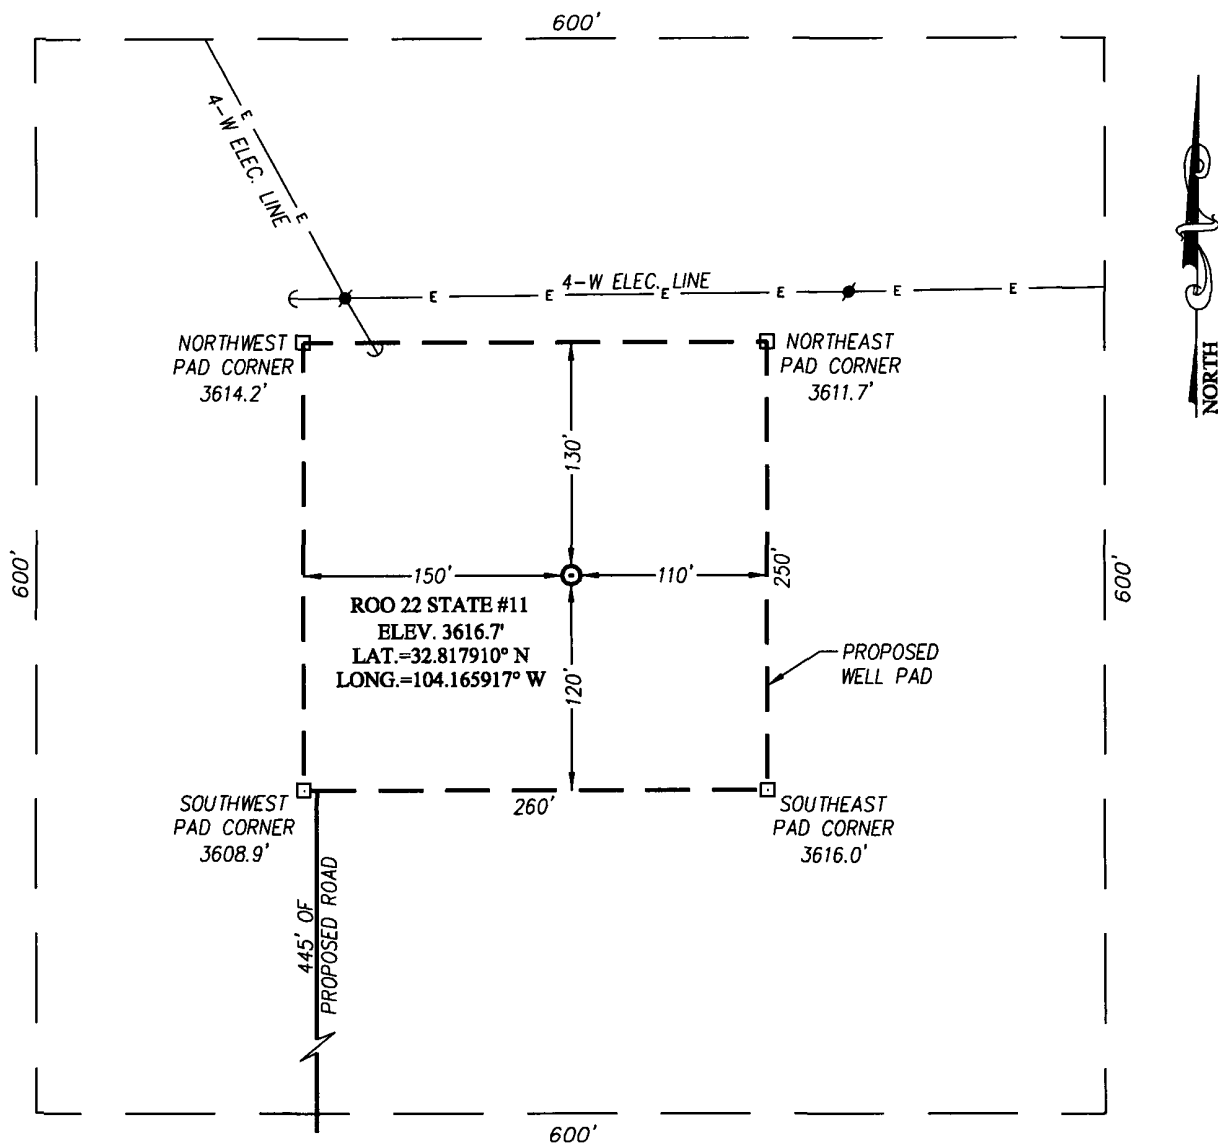 600'
4-W ELEC. LINE
E
E
4-W ELEC. LINE
E
E
E
E
E
E
NORTH
NORTHWEST
PAD CORNER
3614.2'
NORTHEAST
PAD CORNER
3611.7'
130'
600'
150'
110'
250'
600'
ROO 22 STATE #11
ELEV. 3616.7'
LAT.=32.817910° N
LONG.=104.165917° W
120'
PROPOSED
WELL PAD
SOUTHWEST
PAD CORNER
3608.9'
260'
SOUTHEAST
PAD CORNER
3616.0'
445' OF
PROPOSED ROAD
600'